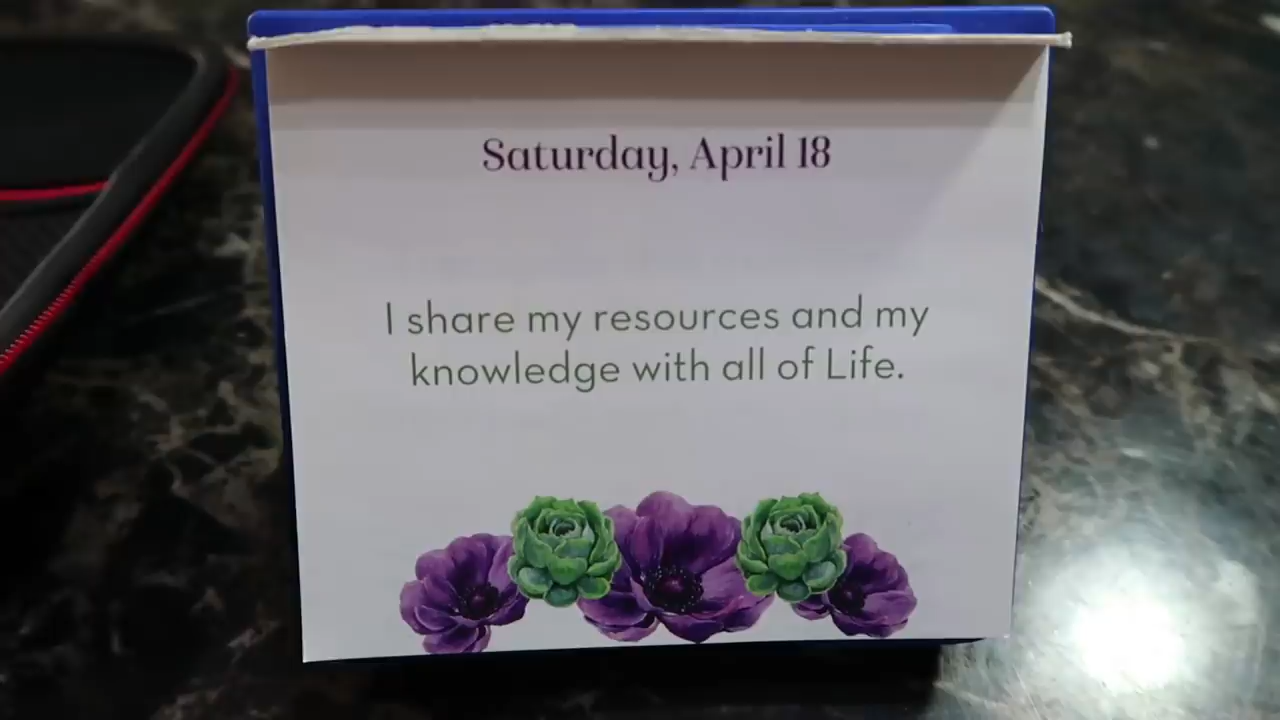 Saturday, April 18
I share my resources and my
knowledge with all of Life.